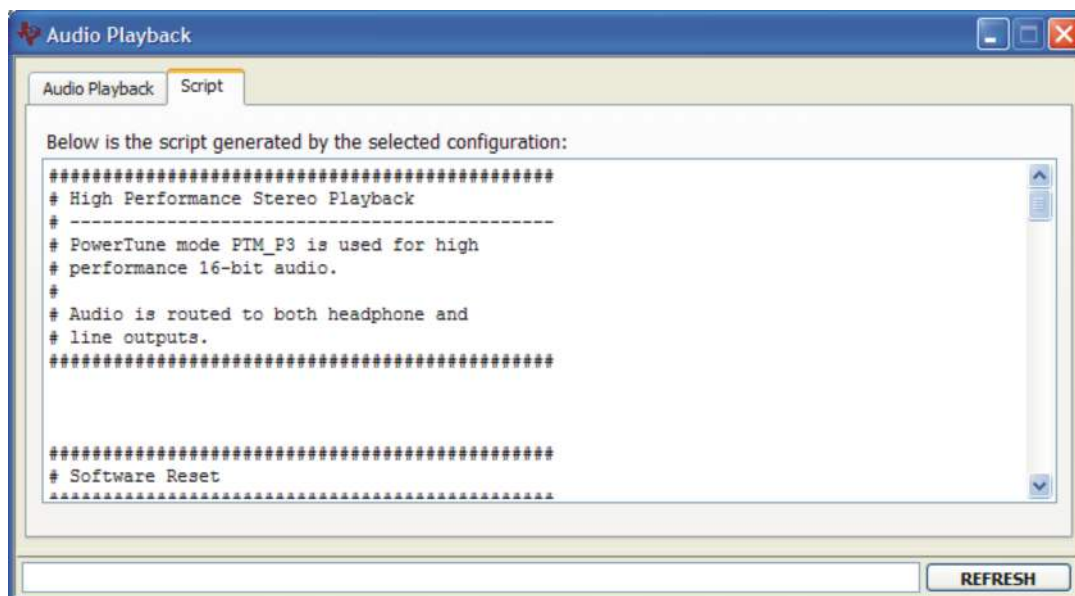 Audio Playback
Audio Playback
Script
Below is the script generated by the selected configuration:
###############################################
# High Performance Stereo Playback
# ---------------------------------------------
# PowerTune mode PTM_P3 is used for high
# performance 16-bit audio.
#
# Audio is routed to both headphone and
# line outputs.
###############################################
###############################################
# Software Reset
###############################################
REFRESH